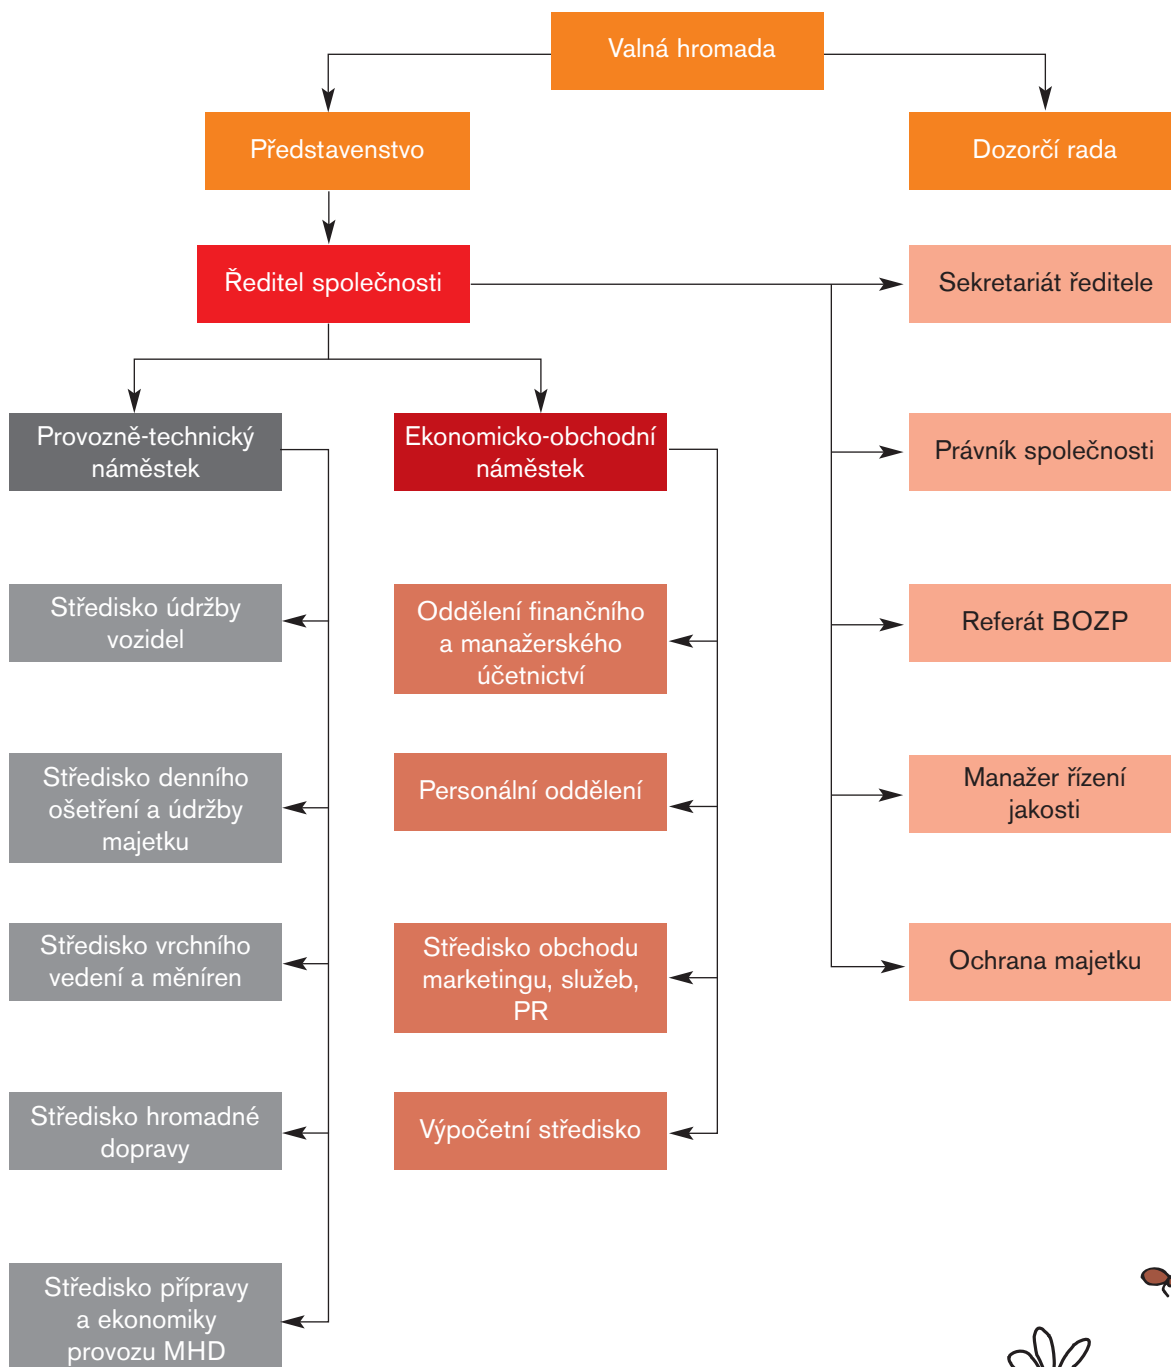 Valná hromada
Představenstvo
Dozorčí rada
Ředitel společnosti
Sekretariát ředitele
Provozně-technický
náměstek
Ekonomicko-obchodní
náměstek
Právník společnosti
Středisko údržby
vozidel
Oddělení finančního
a manažerského
účetnictví
Referát BOZP
Středisko denního
ošetření a údržby
majetku
Personální oddělení
Manažer řízení
jakosti
Středisko vrchního
vedení a měníren
Středisko obchodu
marketingu, služeb,
PR
Ochrana majetku
Středisko hromadné
dopravy
Výpočetní středisko
Středisko přípravy
a ekonomiky
provozu MHD